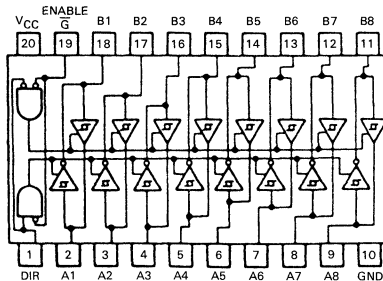 ENABLE
VCC G B1 B2 B3 B4 B5 B6 B7 B8
20 19 18 17 16 15 14 13 12 11
1 2 3 4 5 6 7 8 9 10
DIR A1 A2 A3 A4 A5 A6 A7 A8 GND